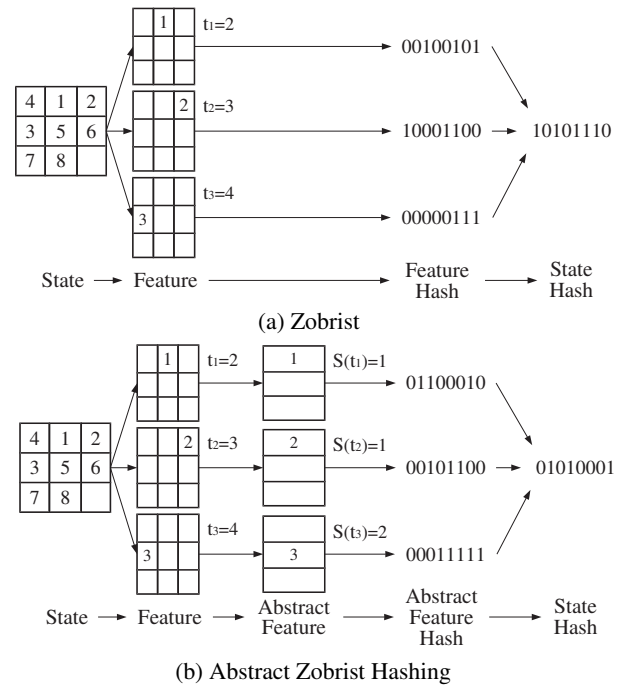 1 t1=2
00100101
4 1 2
3 5 6
7 8
2 t2=3
10001100
10101110
3 t3=4
00000111
State Feature Feature Hash State Hash
(a) Zobrist
1 t1=2
1 S(t1)=1
01100010
4 1 2
3 5 6
7 8
2 t2=3
2 S(t2)=1
00101100
01010001
3 t3=4
3 S(t3)=2
00011111
State Feature Abstract Feature Abstract Feature Hash State Hash
(b) Abstract Zobrist Hashing